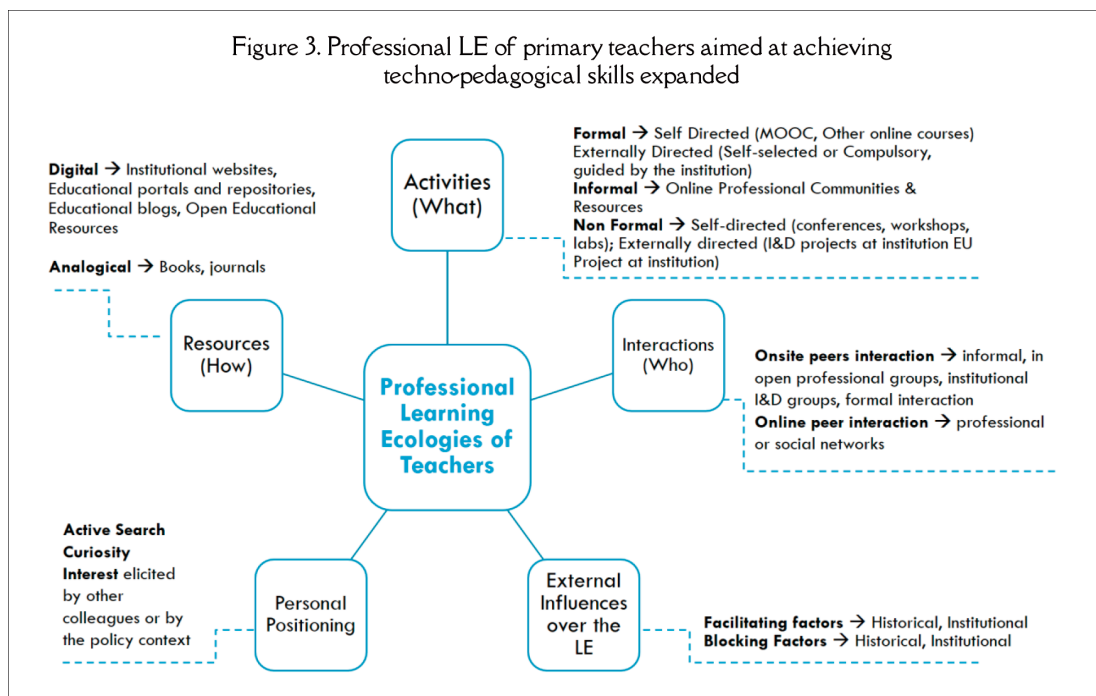 Figure 3. Professional LE of primary teachers aimed at achieving
techno-pedagogical skills expanded
Digital → Institutional websites,
Educational portals and repositories,
Educational blogs, Open Educational
Resources
Analogical → Books, journals
Activities
(What)
Formal → Self Directed (MOOC, Other online courses)
Externally Directed (Self-selected or Compulsory,
guided by the institution)
Informal → Online Professional Communities &
Resources
Non Formal → Self-directed (conferences, workshops,
labs); Externally directed (I&D projects at institution EU
Project at institution)
Resources
(How)
Interactions
(Who)
Onsite peers interaction → informal, in
open professional groups, institutional
I&D groups, formal interaction
Online peer interaction → professional
or social networks
Professional
Learning
Ecologies of
Teachers
Active Search
Curiosity
Interest elicited
by other
colleagues or by
the policy context
Personal
Positioning
External
Influences
over the
LE
Facilitating factors → Historical, Institutional
Blocking Factors → Historical, Institutional